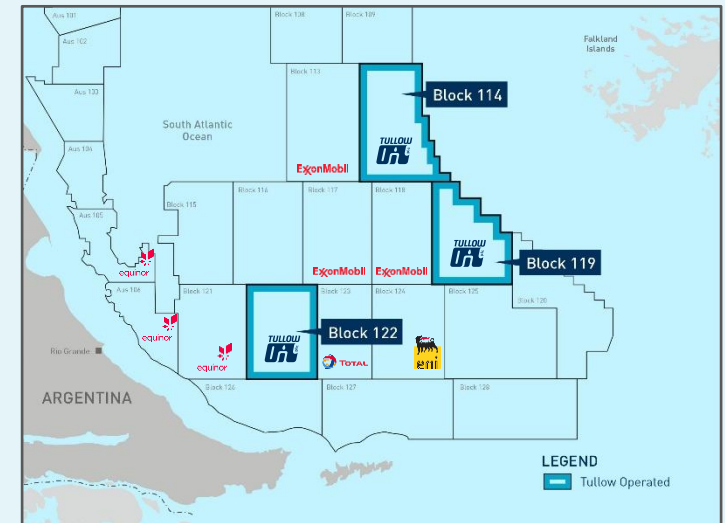 Aus 101
Block 108
Block 109
Aus 102
Falkland
Islands
Block 113
Aus 103
Block 114
South Atlantic
Ocean
TULLOW
OIL
Aus 104
ExxonMobil
Block 116
Block 117
Block 118
Block 115
Aus 105
TULLOW
OIL
Block 119
equinor
ExxonMobil
ExxonMobil
Aus 106
Block 121
Block 123
Block 124
Block 125
Block 120
equinor
TULLOW
OIL
Block 122
Rio Grande
equinor
TOTAL
eni
Block 126
Block 127
Block 128
ARGENTINA
LEGEND
Tullow Operated